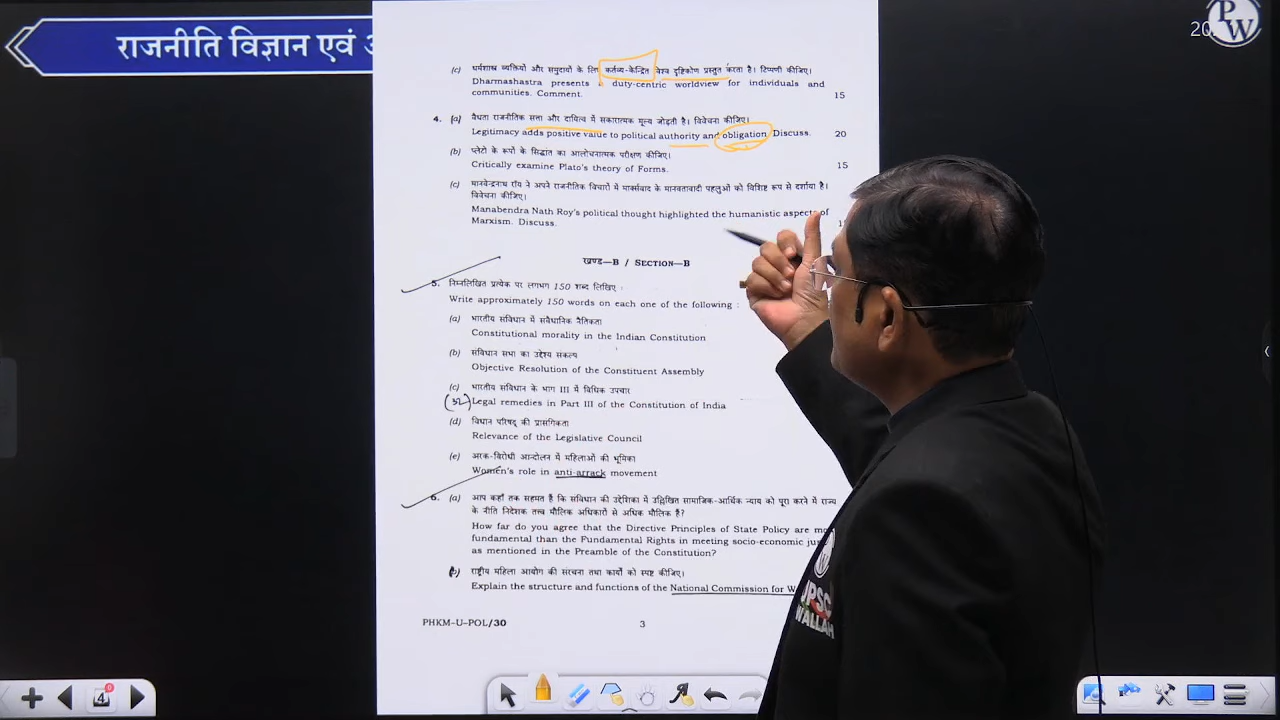 राजनीति विज्ञान एवं
20
PW
(c) धर्मशास्त्र व्यक्तियों और समुदायों के लिए कर्तव्य-केन्द्रित विश्व दृष्टिकोण प्रस्तुत करता है। टिप्पणी कीजिए।
Dharmashastra presents a duty-centric worldview for individuals and
communities. Comment. 15
4. (a) वैधता राजनीतिक सत्ता और दायित्व में सकारात्मक मूल्य जोड़ती है। विवेचना कीजिए।
Legitimacy adds positive value to political authority and obligation. Discuss. 20
(b) प्लेटो के रूपों के सिद्धांत का आलोचनात्मक परीक्षण कीजिए।
Critically examine Plato's theory of Forms. 15
(c) मानबेन्द्रनाथ रॉय ने अपने राजनीतिक विचारों में मार्क्सवाद के मानवतावादी पहलुओं को विशिष्ट रूप से दर्शाया है।
विवेचना कीजिए।
Manabendra Nath Roy's political thought highlighted the humanistic aspects of
Marxism. Discuss.
खण्ड—B / SECTION—B
5. निम्नलिखित प्रत्येक पर लगभग 150 शब्द लिखिए :
Write approximately 150 words on each one of the following :
(a) भारतीय संविधान में संवैधानिक नैतिकता
Constitutional morality in the Indian Constitution
(b) संविधान सभा का उद्देश्य संकल्प
Objective Resolution of the Constituent Assembly
(c) भारतीय संविधान के भाग III में विधिक उपचार
(32) Legal remedies in Part III of the Constitution of India
(d) विधान परिषद् की प्रासंगिकता
Relevance of the Legislative Council
(e) अरक-विरोधी आन्दोलन में महिलाओं की भूमिका
Women's role in anti-arrack movement
6. (a) आप कहाँ तक सहमत हैं कि संविधान की उद्देशिका में उल्लिखित सामाजिक-आर्थिक न्याय को पूरा करने में राज्य
के नीति निदेशक तत्त्व मौलिक अधिकारों से अधिक मौलिक हैं?
How far do you agree that the Directive Principles of State Policy are
fundamental than the Fundamental Rights in meeting socio-economic
as mentioned in the Preamble of the Constitution?
(b) राष्ट्रीय महिला आयोग की संरचना तथा कार्यों को स्पष्ट कीजिए।
Explain the structure and functions of the National Commission for
PHKM-U-POL/30 3
UPSC
WALLAH
4